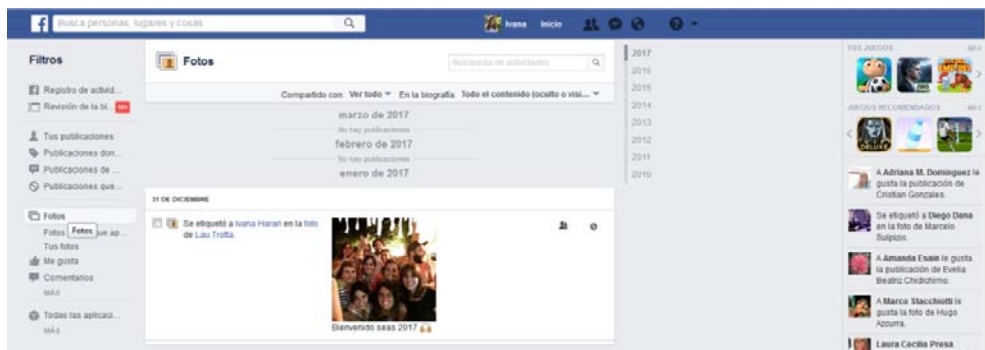 Busca personas, lugares y cosas
Ivana Inicio
Filtros
Registro de activid...
Revisión de la bi...
Tus publicaciones
Publicaciones don...
Publicaciones de ...
Publicaciones que...
Fotos
Fotos Fotos ue ap...
Tus fotos
Me gusta
Comentarios
MÁS
Todas las aplicaci...
MÁS
Fotos
Búsqueda de actividades
Compartido con: Ver todo En la biografía: Todo el contenido (oculto o visi...
marzo de 2017
No hay publicaciones
febrero de 2017
No hay publicaciones
enero de 2017
31 DE DICIEMBRE
Se etiquetó a Ivana Harari en la foto
de Lau Trotta.
Bienvenido seas 2017
2017
2016
2015
2014
2013
2012
2011
2010
TUS JUEGOS
JUEGOS RECOMENDADOS
DELUXE
A Adriana M. Dominguez le
gusta la publicación de
Cristian Gonzales.
Se etiquetó a Diego Dana
en la foto de Marcelo
Sulpizio.
A Amanda Esain le gusta
la publicación de Evelia
Beatriz Chidichimo.
A Marco Stacchiotti le
gusta la foto de Hugo
Azcurra.
Laura Cecilia Presa